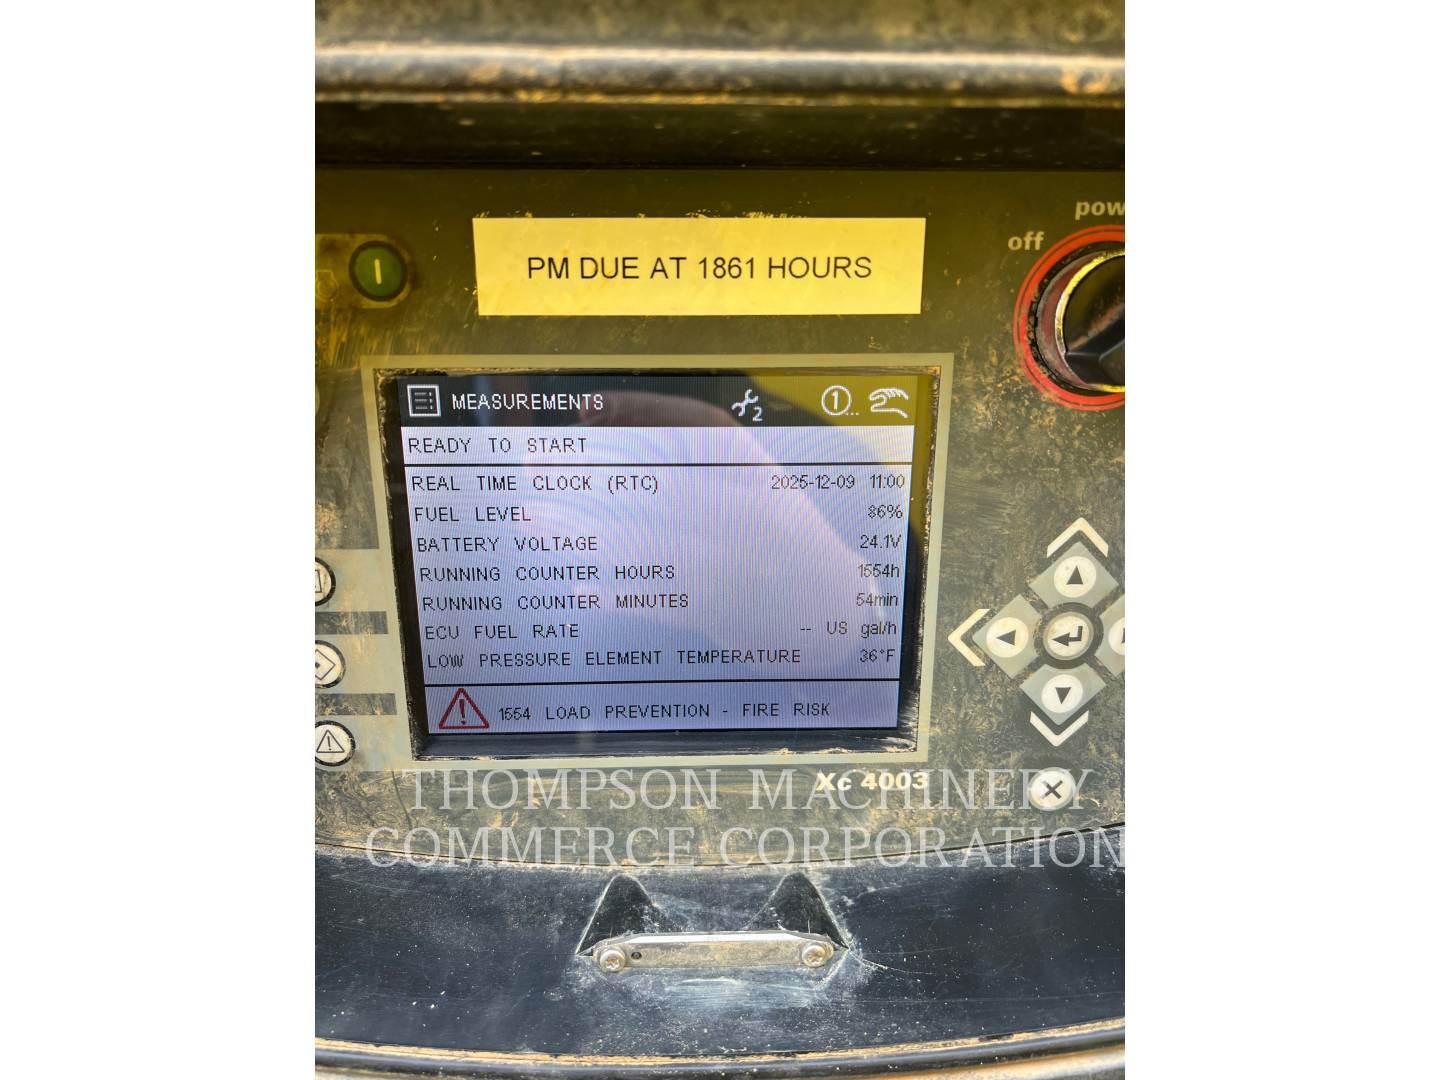 pow
off
I
PM DUE AT 1861 HOURS
MEASUREMENTS 2 1...
READY TO START
REAL TIME CLOCK (RTC) 2025-12-09 11:00
FUEL LEVEL 86%
BATTERY VOLTAGE 24.1V
RUNNING COUNTER HOURS 1554h
RUNNING COUNTER MINUTES 54min
ECU FUEL RATE -- US gal/h
LOW PRESSURE ELEMENT TEMPERATURE 36°F
1554 LOAD PREVENTION - FIRE RISK
Xc 4003
THOMPSON MACHINERY
COMMERCE CORPORATION